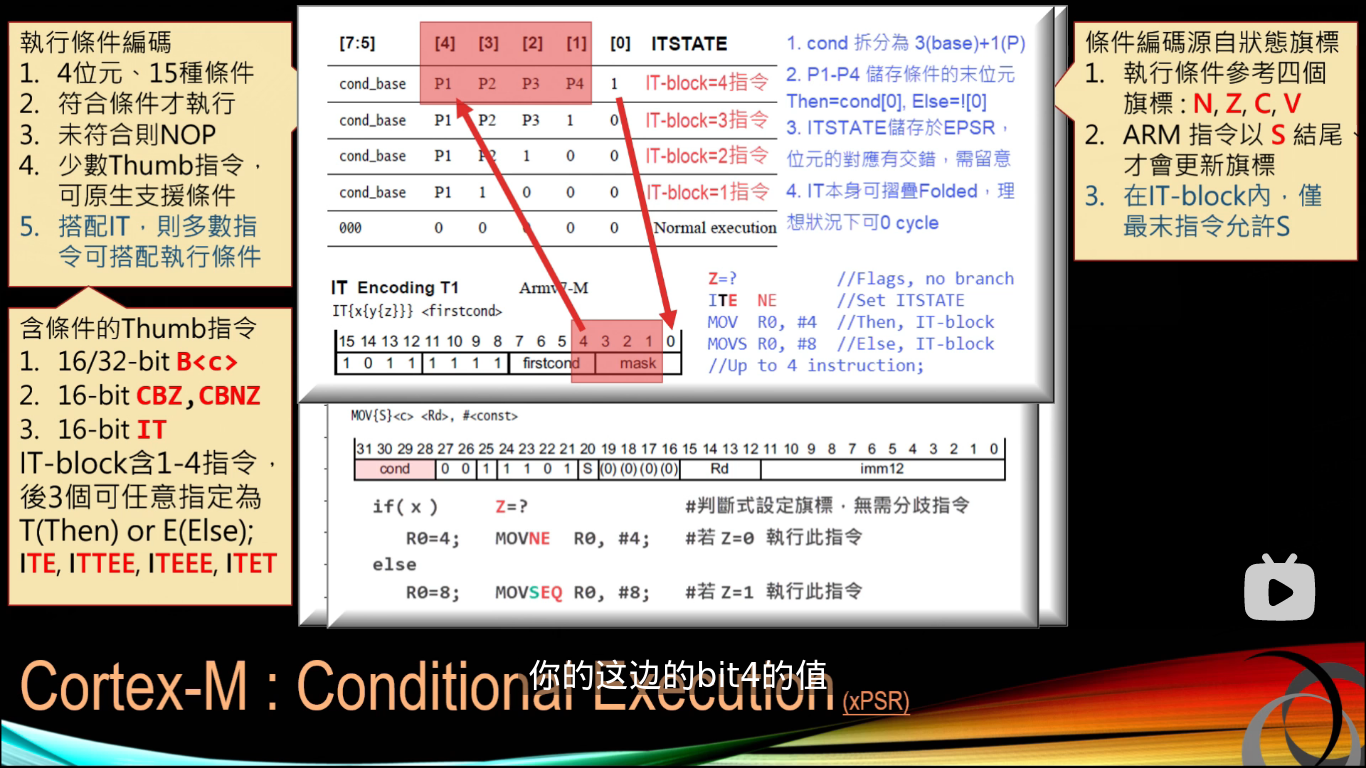 執行條件編碼
1. 4位元、15種條件
2. 符合條件才執行
3. 未符合則NOP
4. 少數Thumb指令，
可原生支援條件
5. 搭配IT，則多數指
令可搭配執行條件
含條件的Thumb指令
1. 16/32-bit B<c>
2. 16-bit CBZ,CBNZ
3. 16-bit IT
IT-block含1-4指令，
後3個可任意指定為
T(Then) or E(Else);
ITE, ITTEE, ITEEE, ITET
[7:5] [4] [3] [2] [1] [0] ITSTATE
cond_base P1 P2 P3 P4 1 IT-block=4指令
cond_base P1 P2 P3 1 0 IT-block=3指令
cond_base P1 P2 1 0 0 IT-block=2指令
cond_base P1 1 0 0 0 IT-block=1指令
000 0 0 0 0 0 Normal execution
1. cond 拆分為 3(base)+1(P)
2. P1-P4 儲存條件的末位元
Then=cond[0], Else=![0]
3. ITSTATE儲存於EPSR，
位元的對應有交錯，需留意
4. IT本身可摺疊Folded，理
想狀況下可0 cycle
IT Encoding T1 Armv7-M
IT{x{y{z}}} <firstcond>
15 14 13 12 11 10 9 8 7 6 5 4 3 2 1 0
1 0 1 1 1 1 1 1 firstcond mask
Z=? //Flags, no branch
ITE NE //Set ITSTATE
MOV R0, #4 //Then, IT-block
MOVS R0, #8 //Else, IT-block
//Up to 4 instruction;
MOV{S}<c> <Rd>, #<const>
31 30 29 28 27 26 25 24 23 22 21 20 19 18 17 16 15 14 13 12 11 10 9 8 7 6 5 4 3 2 1 0
cond 0 0 1 1 1 0 1 S (0) (0) (0) (0) Rd imm12
if( x ) Z=? #判斷式設定旗標，無需分歧指令
R0=4; MOVNE R0, #4; #若 Z=0 執行此指令
else
R0=8; MOVSEQ R0, #8; #若 Z=1 執行此指令
條件編碼源自狀態旗標
1. 執行條件參考四個
旗標 : N, Z, C, V
2. ARM 指令以 S 結尾、
才會更新旗標
3. 在IT-block內，僅
最末指令允許S
Cortex-M : Conditional Execution (xPSR)
你的这边的bit4的值